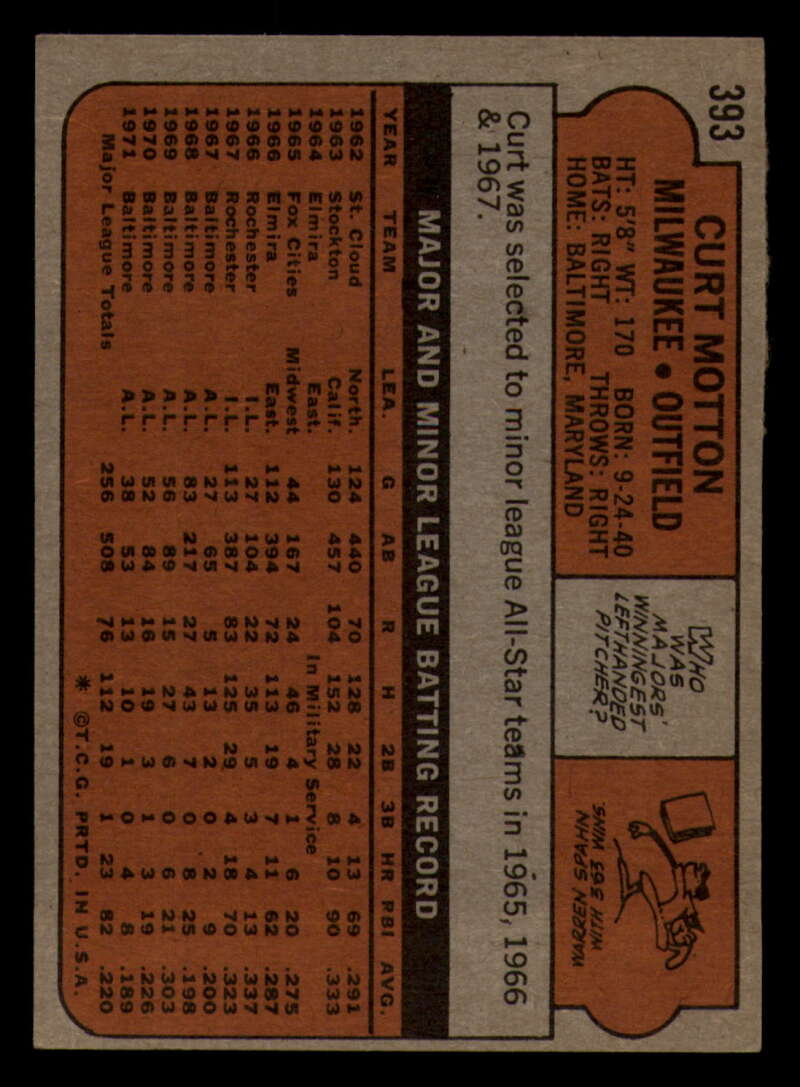 393
CURT MOTTON
MILWAUKEE • OUTFIELD
HT: 5'8" WT: 170 BORN: 9-24-40
BATS: RIGHT THROWS: RIGHT
HOME: BALTIMORE, MARYLAND
WHO
WAS
MAJORS'
WINNINGEST
LEFTHANDED
PITCHER?
WARREN SPAHN
WITH 363 WINS.
Curt was selected to minor league All-Star teams in 1965, 1966
& 1967.
MAJOR AND MINOR LEAGUE BATTING RECORD
YEAR TEAM LEA. G AB R H 2B 3B HR RBI AVG.
1962 St. Cloud North. 124 440 70 128 22 4 13 69 .291
1963 Stockton Calif. 130 457 104 152 28 8 10 90 .333
1964 Elmira East. In Military Service
1965 Fox Cities Midwest 44 167 24 46 4 1 6 20 .275
1966 Elmira East. 112 394 72 113 19 7 11 62 .287
1966 Rochester I.L. 27 104 22 35 5 3 4 13 .337
1967 Rochester I.L. 113 387 83 125 29 4 18 70 .323
1967 Baltimore A.L. 27 65 5 13 2 0 2 9 .200
1968 Baltimore A.L. 83 217 27 43 7 0 8 25 .198
1969 Baltimore A.L. 56 89 15 27 6 0 6 21 .303
1970 Baltimore A.L. 52 84 16 19 3 1 3 19 .226
1971 Baltimore A.L. 38 53 13 10 1 0 4 8 .189
Major League Totals 256 508 76 112 19 1 23 82 .220
* ©T.C.G. PRTD. IN U.S.A.